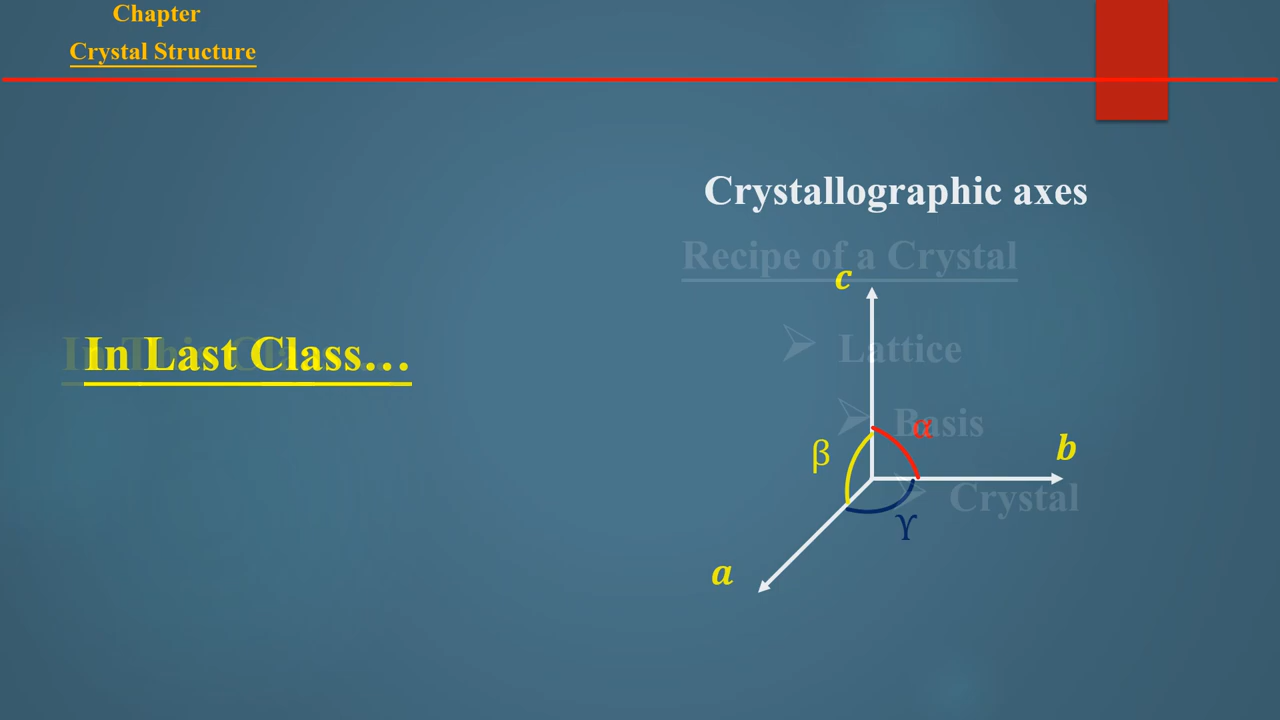 Chapter
Crystal Structure
Crystallographic axes
Recipe of a Crystal
c
Lattice
In Last Class...
Basis
α
β
b
Crystal
ϒ
a